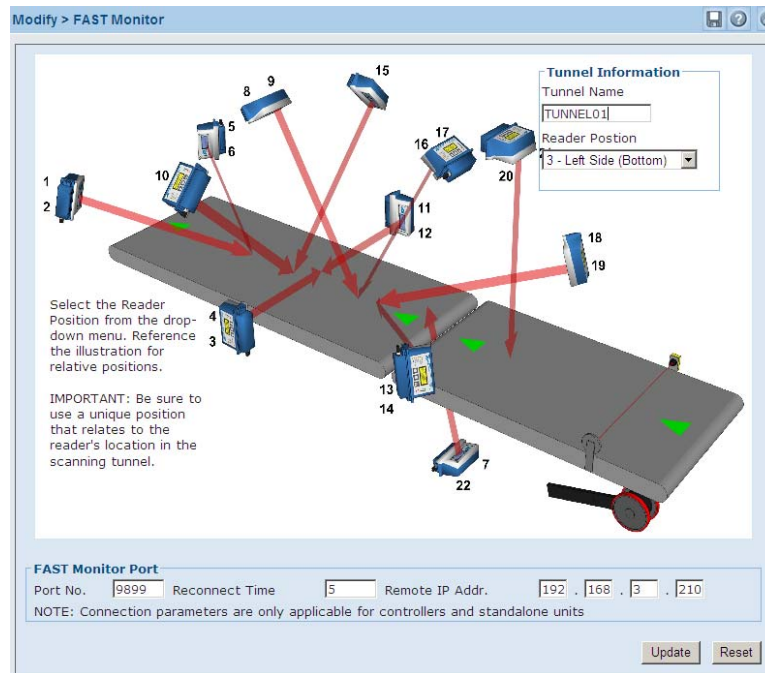 Modify > FAST Monitor
Tunnel Information
Tunnel Name
TUNNEL01
Reader Postion
3 - Left Side (Bottom)
15
9
8
17
16
5
6
20
10
1
2
11
12
18
19
4
3
13
14
7
22
Select the Reader
Position from the drop-
down menu. Reference
the illustration for
relative positions.
IMPORTANT: Be sure to
use a unique position
that relates to the
reader's location in the
scanning tunnel.
FAST Monitor Port
Port No. 9899 Reconnect Time 5 Remote IP Addr. 192 . 168 . 3 . 210
NOTE: Connection parameters are only applicable for controllers and standalone units
Update Reset